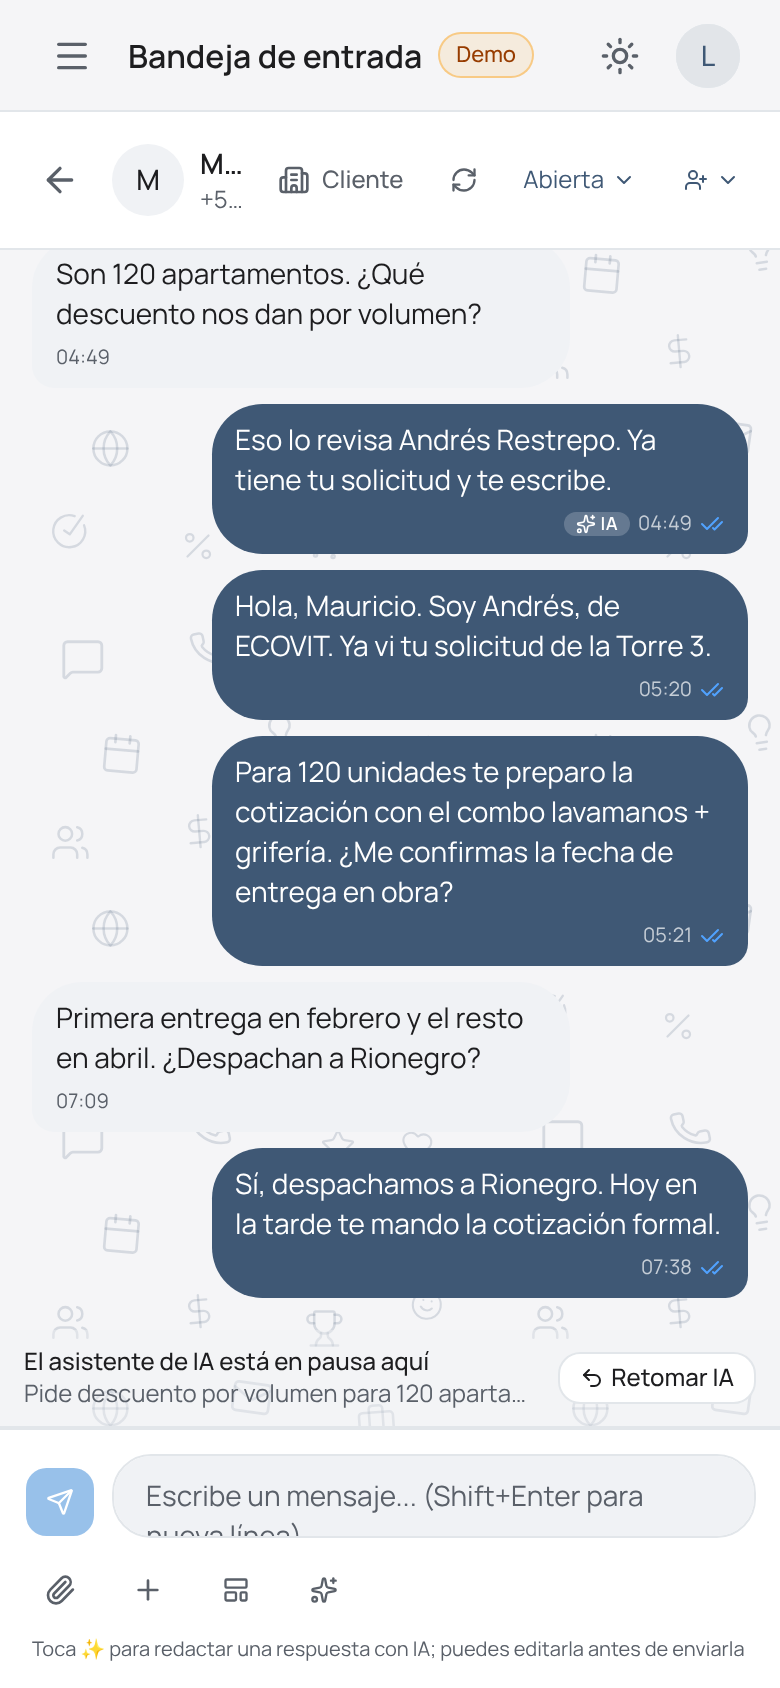 Bandeja de entrada
Demo
L
M
M...
+5...
Cliente
Abierta
Son 120 apartamentos. ¿Qué
descuento nos dan por volumen?
04:49
Eso lo revisa Andrés Restrepo. Ya
tiene tu solicitud y te escribe.
IA 04:49
Hola, Mauricio. Soy Andrés, de
ECOVIT. Ya vi tu solicitud de la Torre 3.
05:20
Para 120 unidades te preparo la
cotización con el combo lavamanos +
grifería. ¿Me confirmas la fecha de
entrega en obra?
05:21
Primera entrega en febrero y el resto
en abril. ¿Despachan a Rionegro?
07:09
Sí, despachamos a Rionegro. Hoy en
la tarde te mando la cotización formal.
07:38
El asistente de IA está en pausa aquí
Pide descuento por volumen para 120 aparta...
Retomar IA
Escribe un mensaje... (Shift+Enter para
nueva línea)
Toca ✨ para redactar una respuesta con IA; puedes editarla antes de enviarla